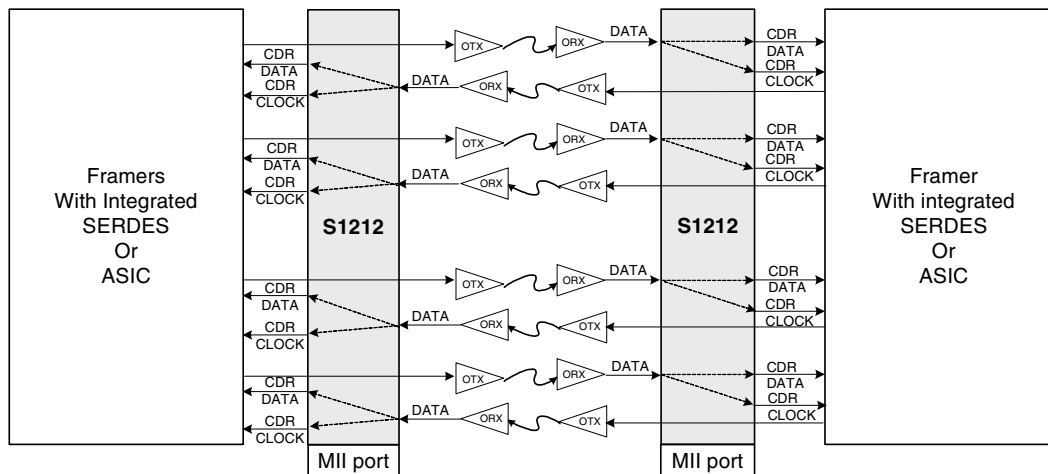 Framers
With Integrated
SERDES
Or
ASIC
CDR
DATA
CDR
CLOCK
CDR
DATA
CDR
CLOCK
CDR
DATA
CDR
CLOCK
CDR
DATA
CDR
CLOCK
S1212
MII port
OTX
ORX
DATA
DATA
ORX
OTX
OTX
ORX
DATA
DATA
ORX
OTX
OTX
ORX
DATA
DATA
ORX
OTX
OTX
ORX
DATA
DATA
ORX
OTX
S1212
MII port
CDR
DATA
CDR
CLOCK
CDR
DATA
CDR
CLOCK
CDR
DATA
CDR
CLOCK
CDR
DATA
CDR
CLOCK
Framer
With integrated
SERDES
Or
ASIC